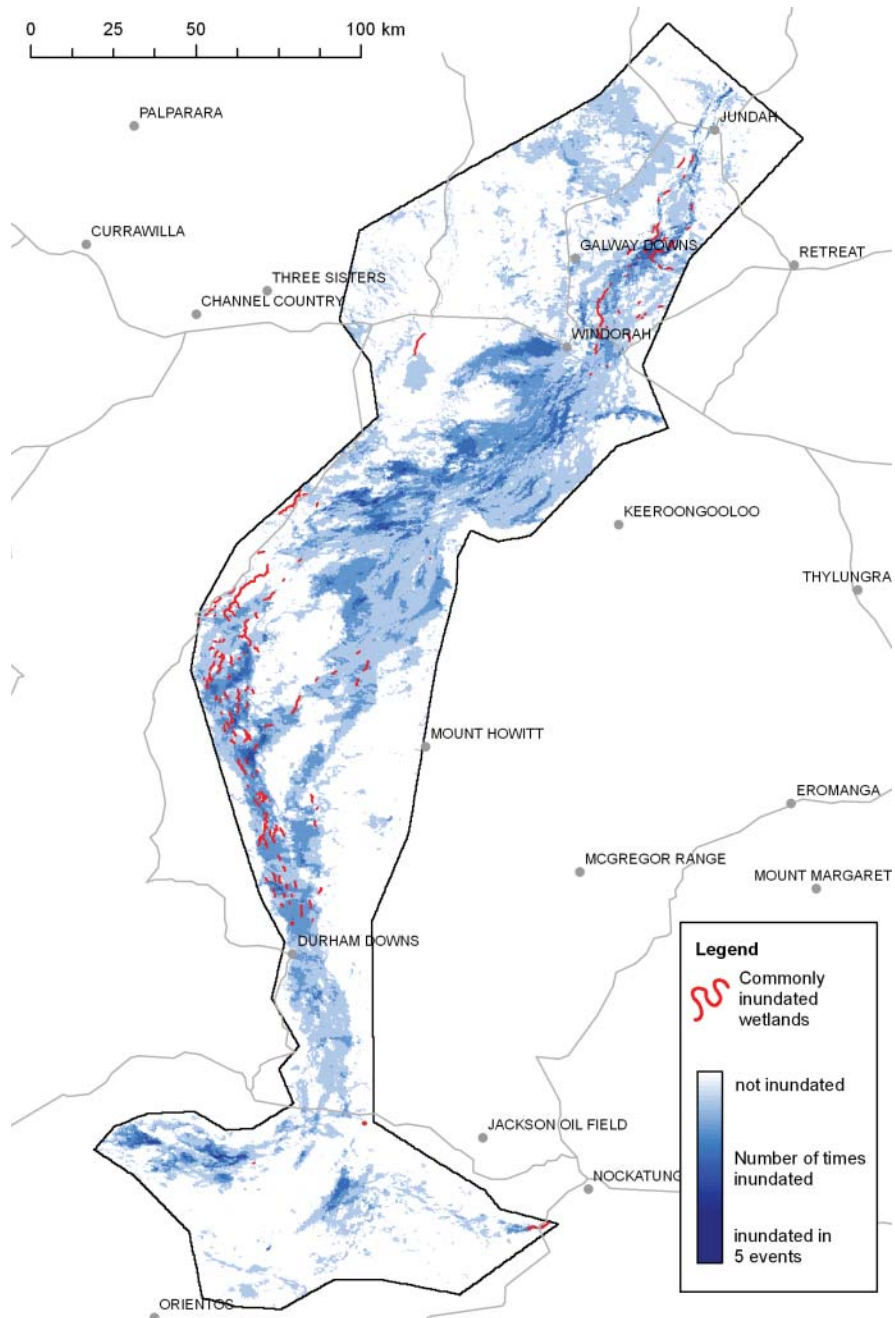 0 25 50 100 km
PALPARARA
JUNDAH
CURRAWILLA
GALWAY DOWNS
RETREAT
THREE SISTERS
CHANNEL COUNTRY
WINDORAH
KEEROONGOOLOO
THYLUNGRA
MOUNT HOWITT
EROMANGA
MCGREGOR RANGE
MOUNT MARGARET
DURHAM DOWNS
JACKSON OIL FIELD
NOCKATUNG
ORIENTOS
Legend
Commonly
inundated
wetlands
not inundated
Number of times
inundated
inundated in
5 events